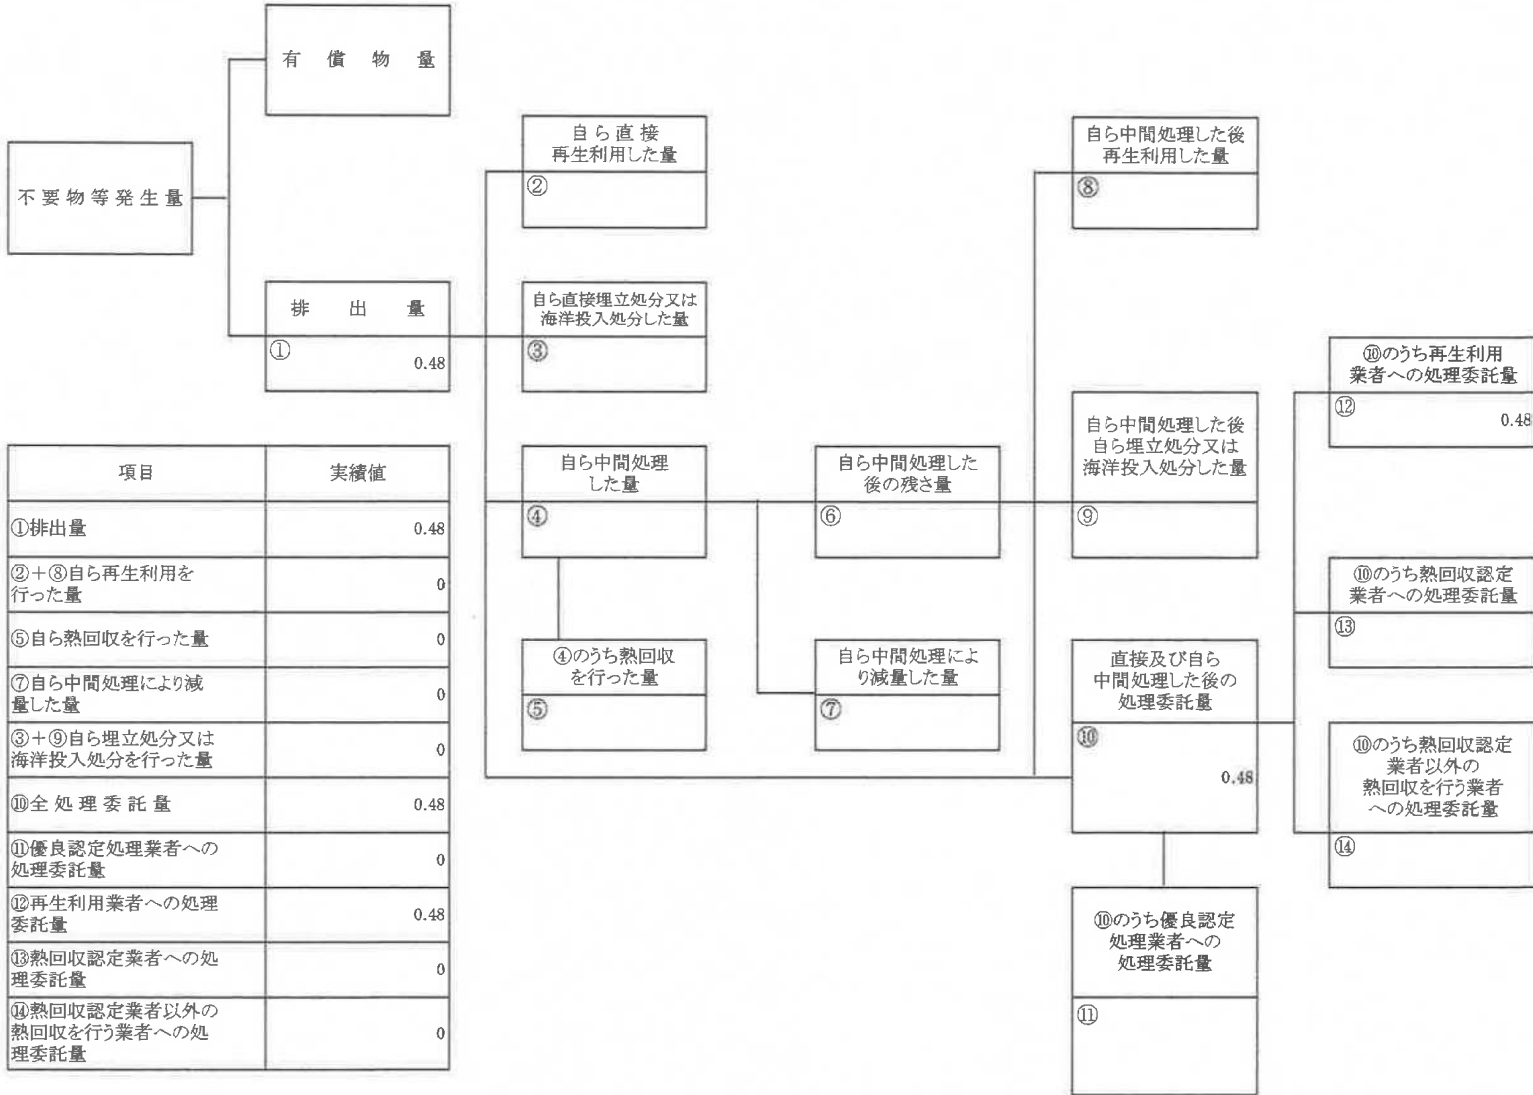 有償物量
不要物等発生量
排出量
①
0.48
自ら直接
再生利用した量
②
自ら直接埋立処分又は
海洋投入処分した量
③
自ら中間処理
した量
④
④のうち熱回収
を行った量
⑤
自ら中間処理した
後の残さ量
⑥
自ら中間処理によ
り減量した量
⑦
自ら中間処理した後
再生利用した量
⑧
自ら中間処理した後
自ら埋立処分又は
海洋投入処分した量
⑨
直接及び自ら
中間処理した後の
処理委託量
⑩
0.48
⑩のうち優良認定
処理業者への
処理委託量
⑪
⑩のうち再生利用
業者への処理委託量
⑫
0.48
⑩のうち熱回収認定
業者への処理委託量
⑬
⑩のうち熱回収認定
業者以外の
熱回収を行う業者
への処理委託量
⑭
項目 実績値
①排出量 0.48
②+⑧自ら再生利用を
行った量 0
⑤自ら熱回収を行った量 0
⑦自ら中間処理により減
量した量 0
③+⑨自ら埋立処分又は
海洋投入処分を行った量 0
⑩全処理委託量 0.48
⑪優良認定処理業者への
処理委託量 0
⑫再生利用業者への処理
委託量 0.48
⑬熱回収認定業者への処
理委託量 0
⑭熱回収認定業者以外の
熱回収を行う業者への処
理委託量 0